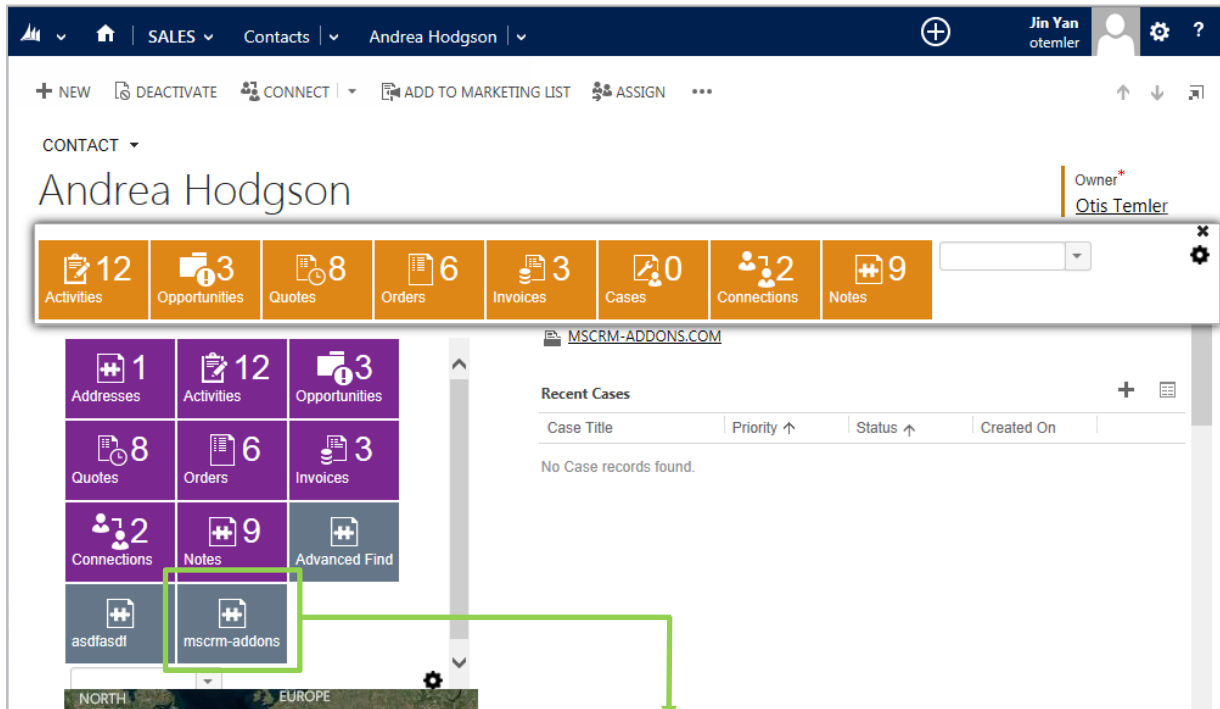 SALES Contacts Andrea Hodgson Jin Yan
otemler ?
NEW DEACTIVATE CONNECT ADD TO MARKETING LIST ASSIGN •••
CONTACT
Andrea Hodgson
Owner*
Otis Temler
12 3 8 6 3 0 2 9
Activities Opportunities Quotes Orders Invoices Cases Connections Notes
MSCRM-ADDONS.COM
1 12 3
Addresses Activities Opportunities
Recent Cases
Case Title Priority Status Created On
No Case records found.
8 6 3
Quotes Orders Invoices
2 9
Connections Notes Advanced Find
asdfasdf mscrm-addons
NORTH EUROPE